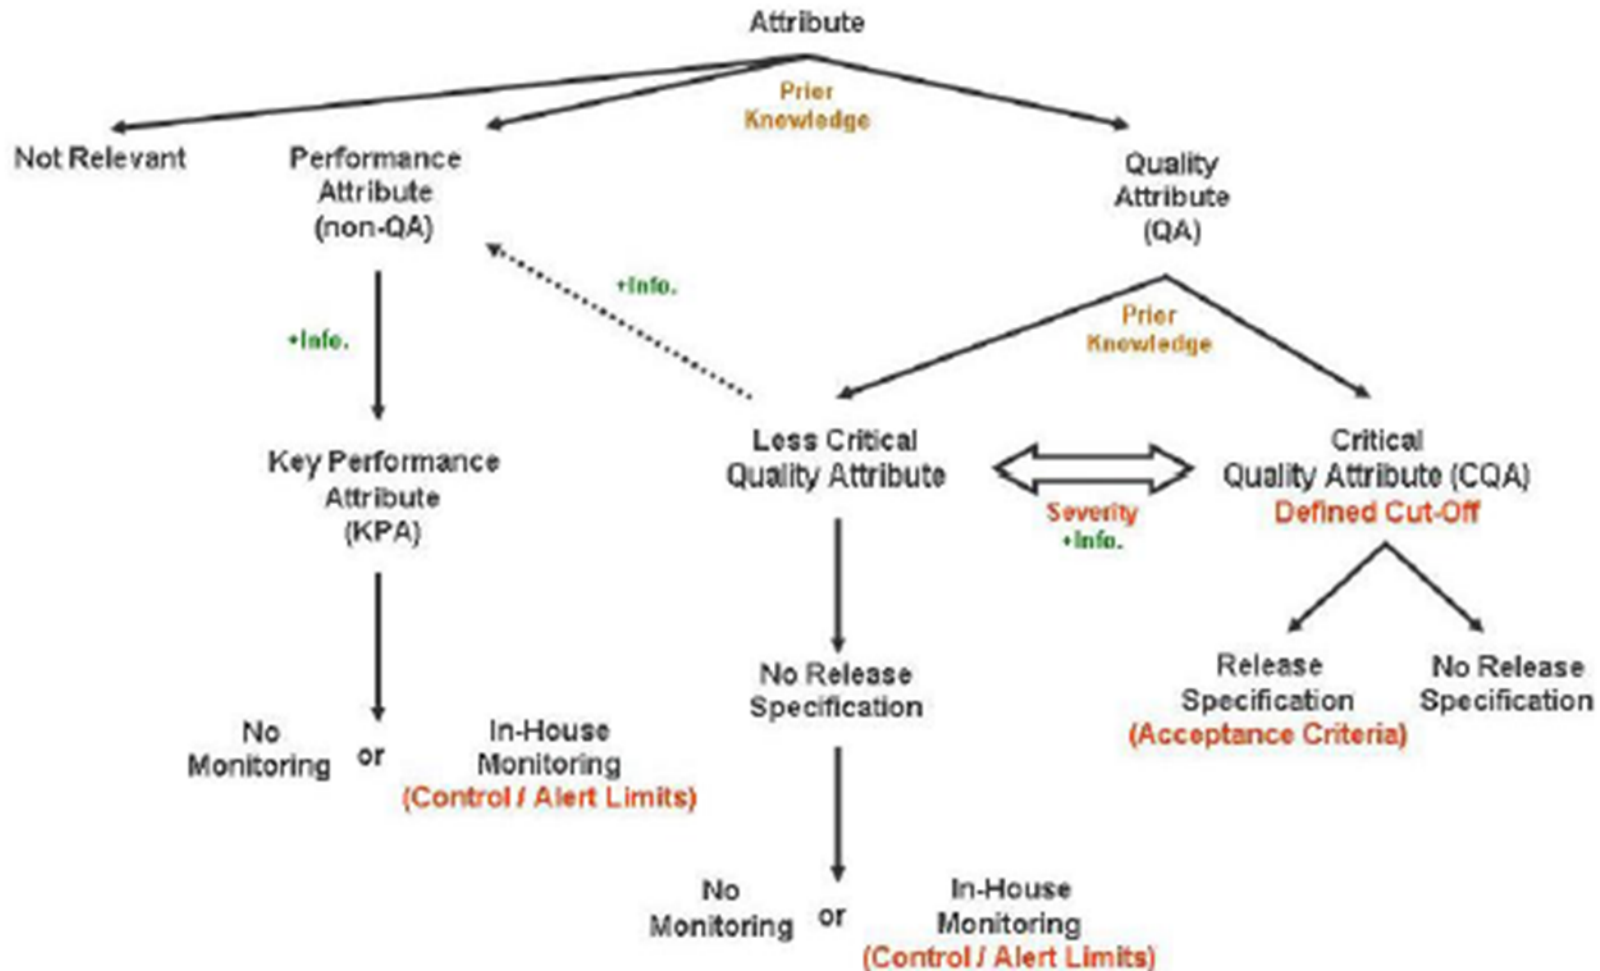 Attribute
Prior
Knowledge
Not Relevant
Performance
Attribute
(non-QA)
Quality
Attribute
(QA)
+Info.
+Info.
Prior
Knowledge
Key Performance
Attribute
(KPA)
Less Critical
Quality Attribute
Severity
+Info.
Critical
Quality Attribute (CQA)
Defined Cut-Off
No Release
Specification
Release
Specification
(Acceptance Criteria)
No Release
Specification
No
Monitoring
or
In-House
Monitoring
(Control / Alert Limits)
No
Monitoring
or
In-House
Monitoring
(Control / Alert Limits)